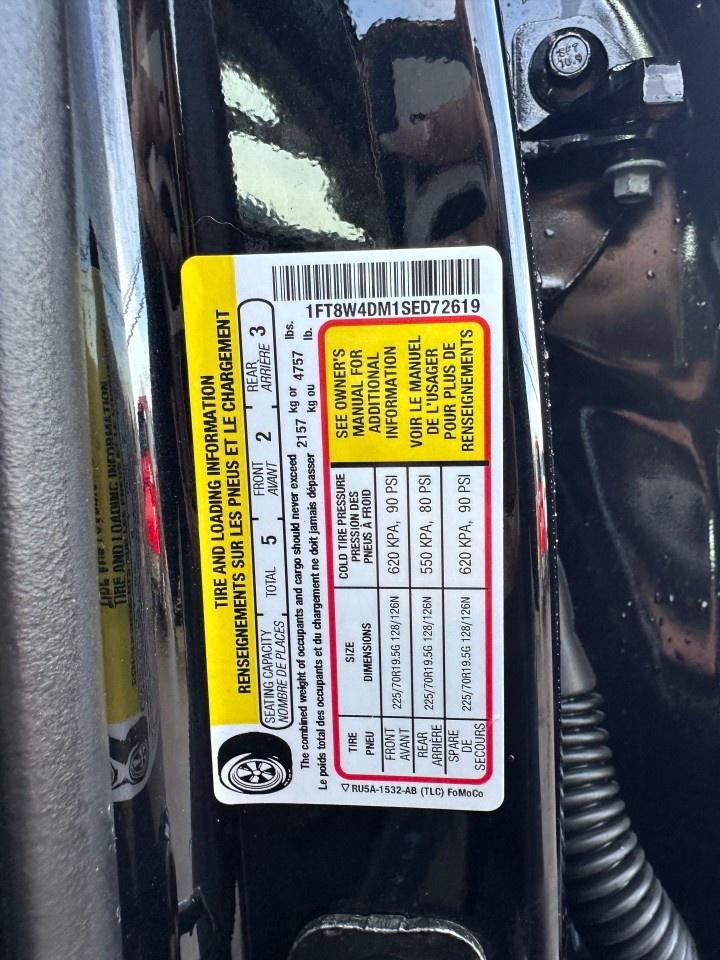 1FT8W4DM1SED72619
TIRE AND LOADING INFORMATION
RENSEIGNEMENTS SUR LES PNEUS ET LE CHARGEMENT
SEATING CAPACITY TOTAL 5 FRONT 2 REAR 3
NOMBRE DE PLACES AVANT ARRIÈRE
The combined weight of occupants and cargo should never exceed 2157 kg or 4757 lbs.
Le poids total des occupants et du chargement ne doit jamais dépasser kg ou lb.
TIRE SIZE COLD TIRE PRESSURE
PNEU DIMENSIONS PRESSION DES
PNEUS À FROID
FRONT 225/70R19.5G 128/126N 620 KPA, 90 PSI
AVANT
REAR 225/70R19.5G 128/126N 550 KPA, 80 PSI
ARRIÈRE
SPARE 225/70R19.5G 128/126N 620 KPA, 90 PSI
DE
SECOURS
SEE OWNER'S
MANUAL FOR
ADDITIONAL
INFORMATION
VOIR LE MANUEL
DE L'USAGER
POUR PLUS DE
RENSEIGNEMENTS
▽ RU5A-1532-AB (TLC) FoMoCo
TIRE AND LOADING INFORMATION